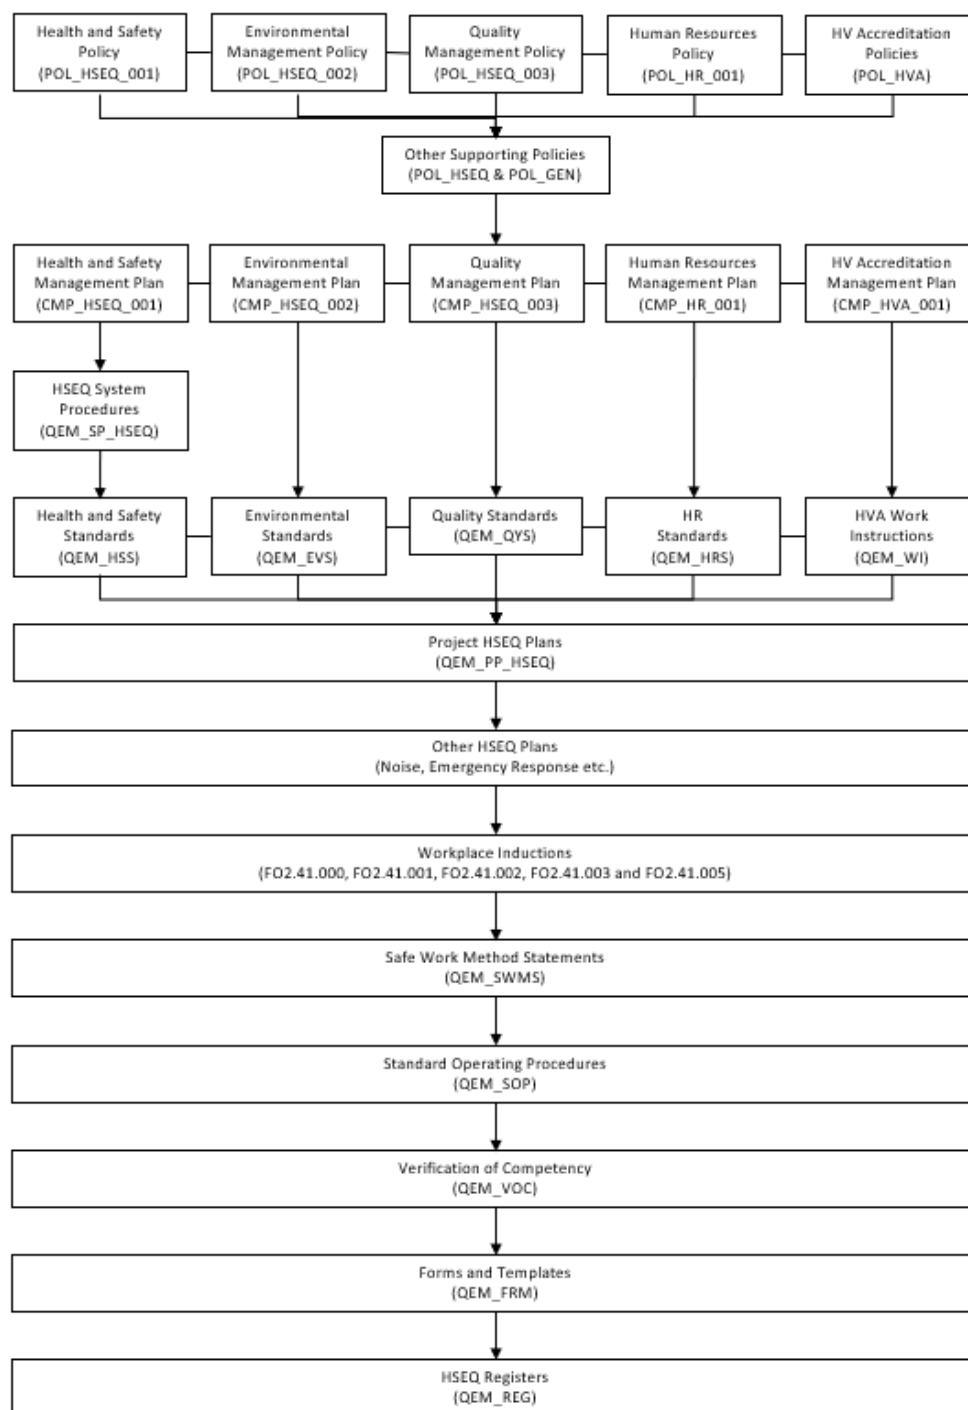 Health and Safety
Policy
(POL_HSEQ_001)
Environmental
Management Policy
(POL_HSEQ_002)
Quality
Management Policy
(POL_HSEQ_003)
Human Resources
Policy
(POL_HR_001)
HV Accreditation
Policies
(POL_HVA)
Other Supporting Policies
(POL_HSEQ & POL_GEN)
Health and Safety
Management Plan
(CMP_HSEQ_001)
Environmental
Management Plan
(CMP_HSEQ_002)
Quality
Management Plan
(CMP_HSEQ_003)
Human Resources
Management Plan
(CMP_HR_001)
HV Accreditation
Management Plan
(CMP_HVA_001)
HSEQ System
Procedures
(QEM_SP_HSEQ)
Health and Safety
Standards
(QEM_HSS)
Environmental
Standards
(QEM_EVS)
Quality Standards
(QEM_QYS)
HR
Standards
(QEM_HRS)
HVA Work
Instructions
(QEM_WI)
Project HSEQ Plans
(QEM_PP_HSEQ)
Other HSEQ Plans
(Noise, Emergency Response etc.)
Workplace Inductions
(FO2.41.000, FO2.41.001, FO2.41.002, FO2.41.003 and FO2.41.005)
Safe Work Method Statements
(QEM_SWMS)
Standard Operating Procedures
(QEM_SOP)
Verification of Competency
(QEM_VOC)
Forms and Templates
(QEM_FRM)
HSEQ Registers
(QEM_REG)